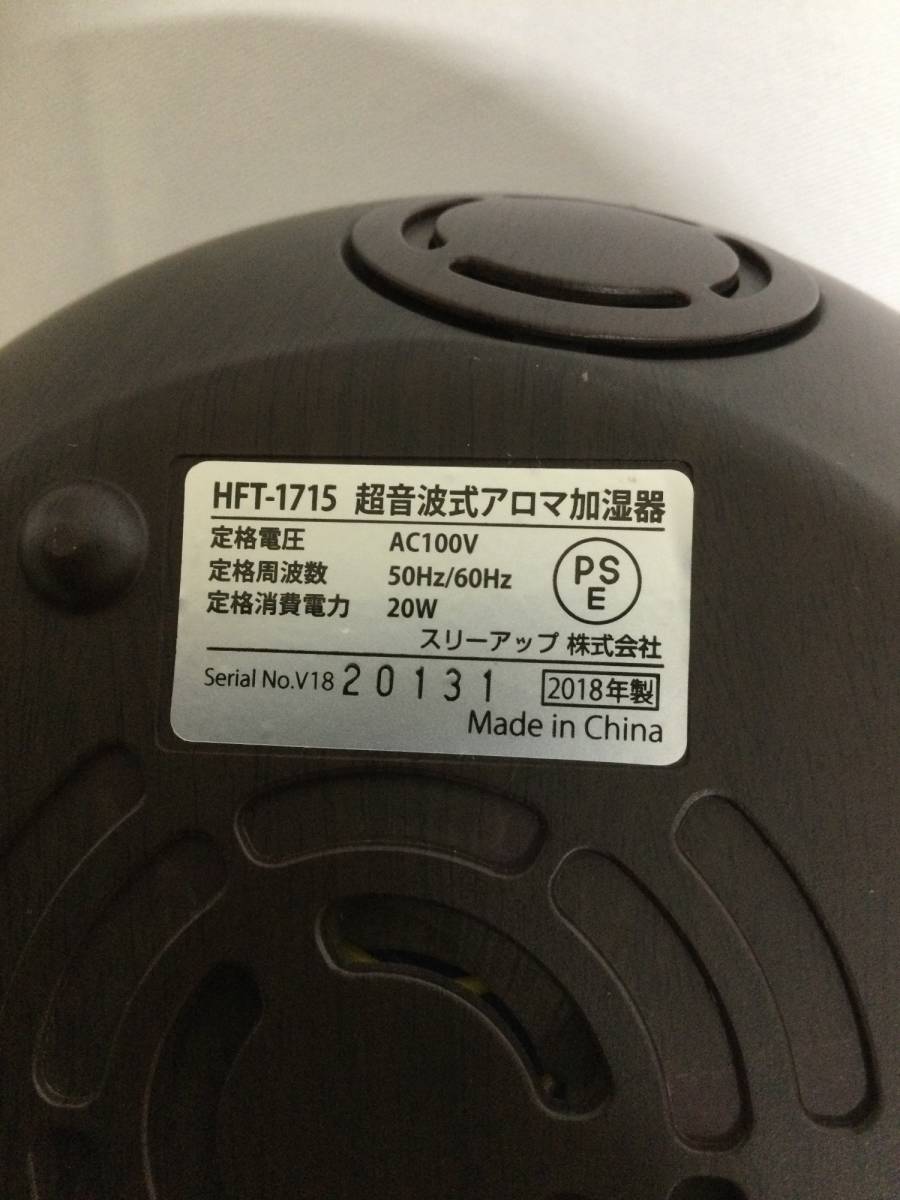 HFT-1715 超音波式アロマ加湿器
定格電圧 AC100V
定格周波数 50Hz/60Hz
定格消費電力 20W
PS
E
スリーアップ 株式会社
Serial No.V18 20131 2018年製
Made in China